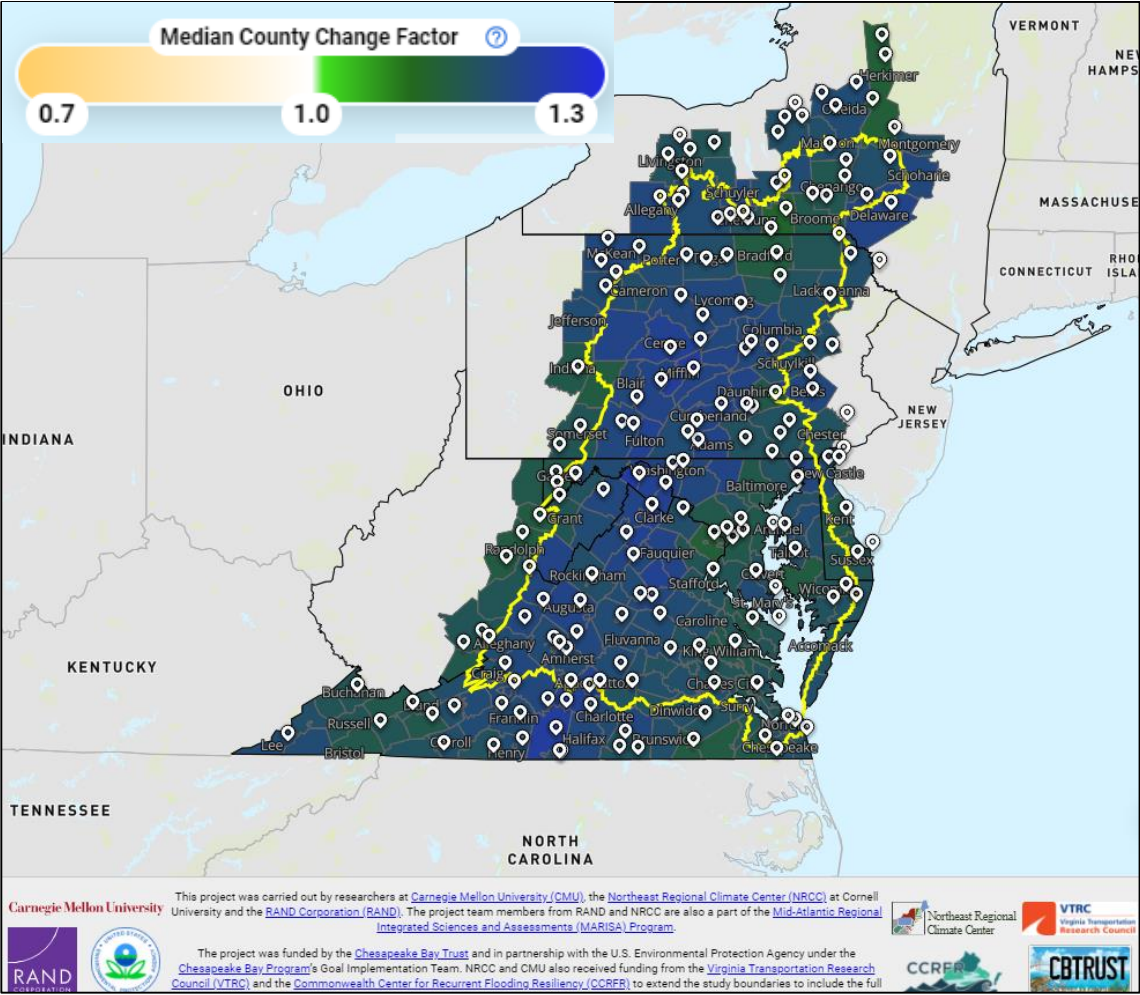 Median County Change Factor ?
0.7 1.0 1.3
VERMONT
NEW
HAMPS
MASSACHUSE
CONNECTICUT
RHO
ISLA
NEW
JERSEY
OHIO
INDIANA
KENTUCKY
TENNESSEE
NORTH
CAROLINA
Herkimer
Oneida
Madison
Montgomery
Livingston
Schoharie
Schuyler
Chenango
Allegany
Chemung
Broome
Delaware
McKean
Potter
Tioga
Bradford
Cameron
Lackawanna
Lycoming
Jefferson
Columbia
Centre
Schuylkill
Indiana
Mifflin
Blair
Dauphin
Berks
Cumberland
Somerset
Fulton
Adams
Chester
Washington
New Castle
Baltimore
Grant
Clarke
Kent
Arundel
Randolph
Fauquier
Talbot
Sussex
Rockingham
Stafford
Calvert
Wicomico
Augusta
St. Mary's
Caroline
Fluvanna
Alleghany
King William
Accomack
Amherst
Craig
Appomattox
Charles City
Buchanan
Bland
Surry
Russell
Franklin
Charlotte
Dinwiddie
Norfolk
Lee
Bristol
Carroll
Henry
Halifax
Brunswick
Chesapeake
Carnegie Mellon University
This project was carried out by researchers at Carnegie Mellon University (CMU), the Northeast Regional Climate Center (NRCC) at Cornell
University and the RAND Corporation (RAND). The project team members from RAND and NRCC are also a part of the Mid-Atlantic Regional
Integrated Sciences and Assessments (MARISA) Program.
The project was funded by the Chesapeake Bay Trust and in partnership with the U.S. Environmental Protection Agency under the
Chesapeake Bay Program's Goal Implementation Team. NRCC and CMU also received funding from the Virginia Transportation Research
Council (VTRC) and the Commonwealth Center for Recurrent Flooding Resiliency (CCRFR) to extend the study boundaries to include the full
RAND
CORPORATION
Northeast Regional
Climate Center
VTRC
Virginia Transportation
Research Council
CCRFR
CBTRUST